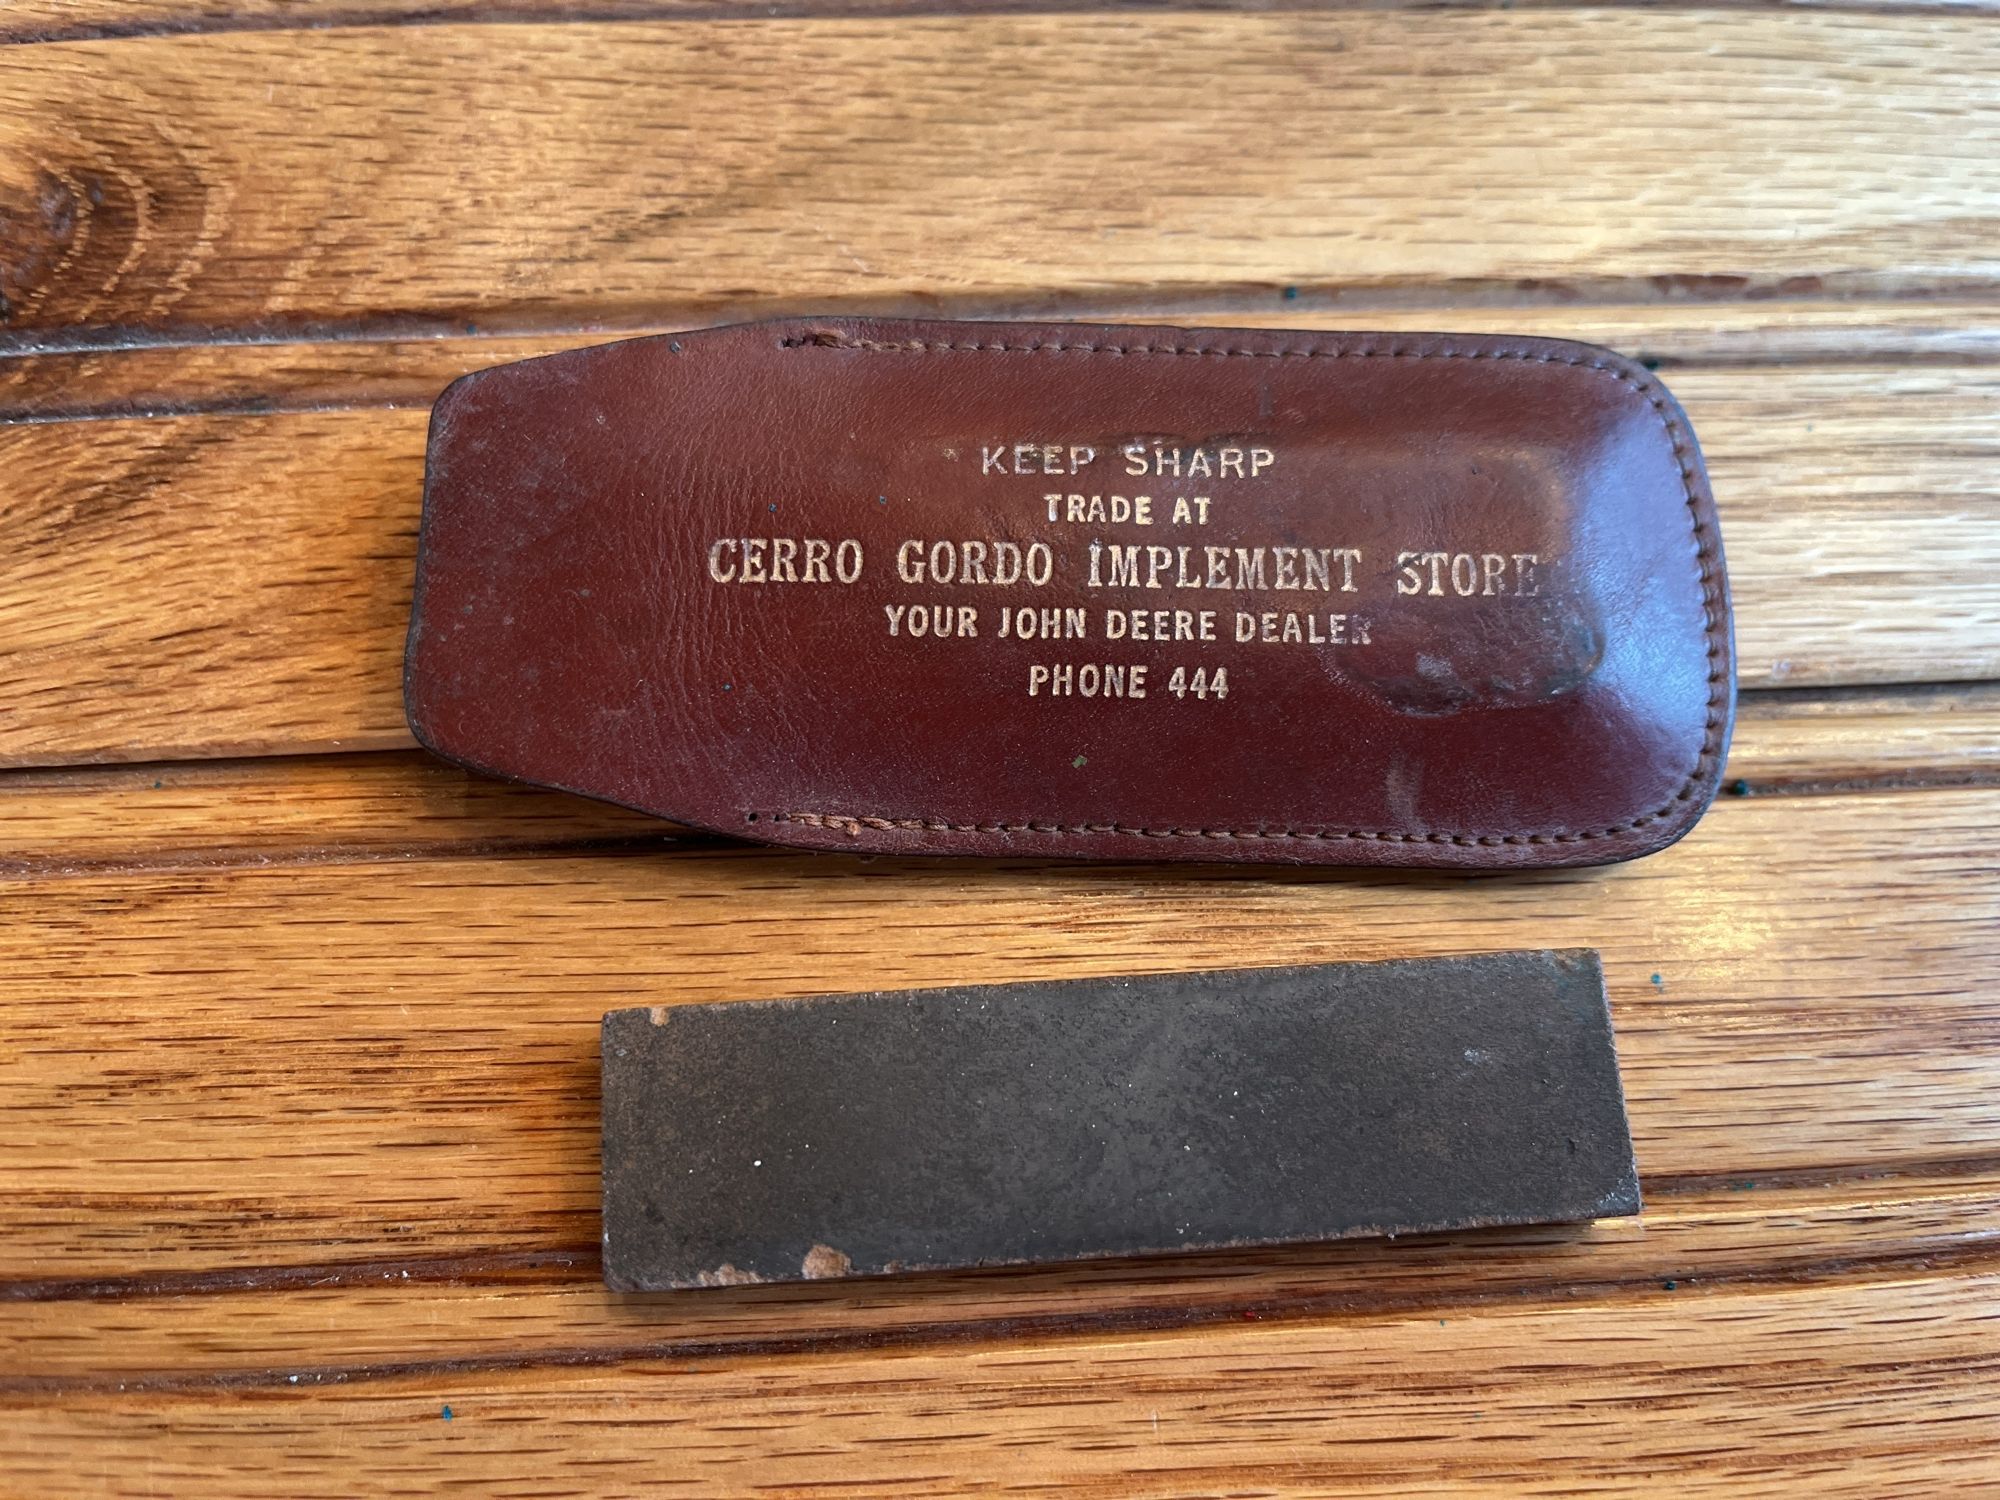 KEEP SHARP
TRADE AT
CERRO GORDO IMPLEMENT STORE
YOUR JOHN DEERE DEALER
PHONE 444